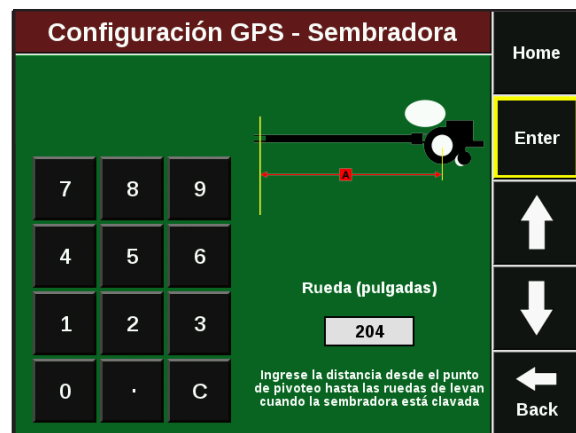 Configuración GPS - Sembradora
Home
Enter
A
7 8 9
4 5 6
1 2 3
0 . C
Rueda (pulgadas)
204
Ingrese la distancia desde el punto
de pivoteo hasta las ruedas de levan
cuando la sembradora está clavada
Back